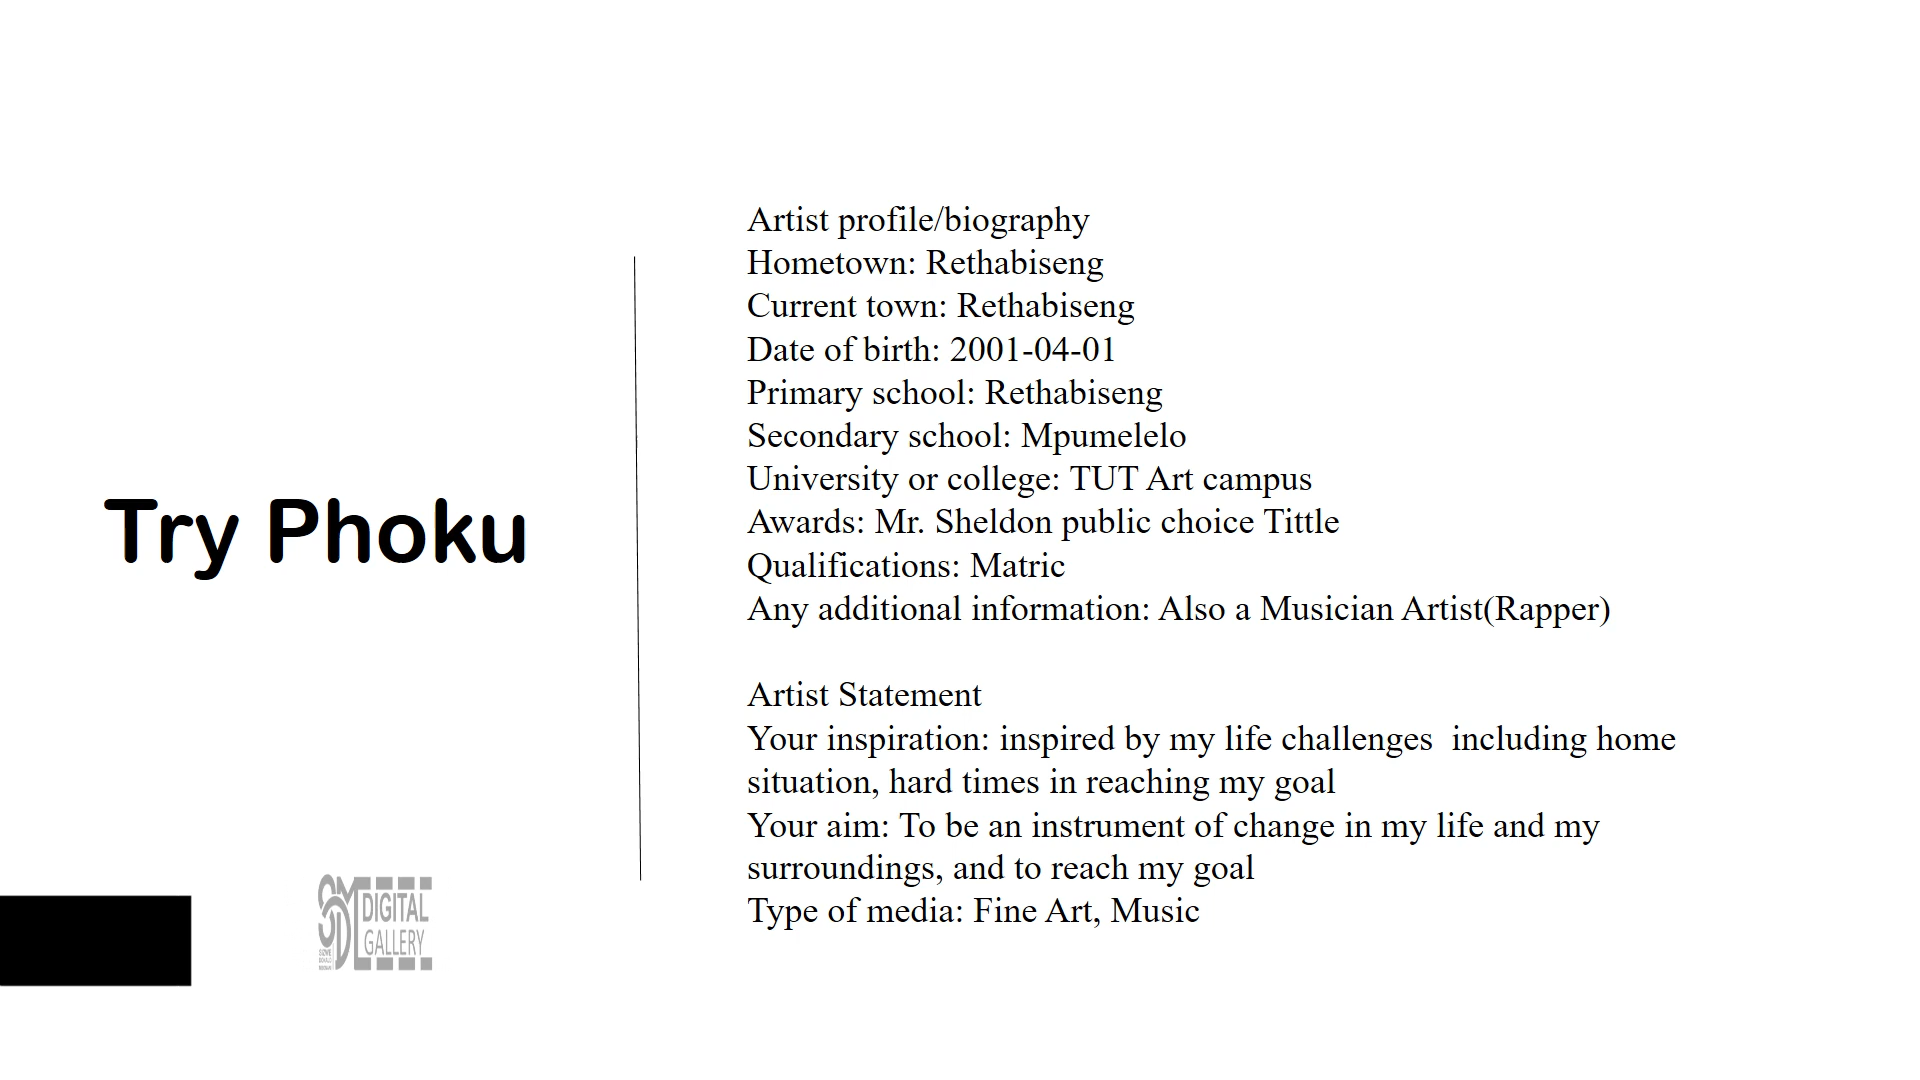 Try Phoku
Artist profile/biography
Hometown: Rethabiseng
Current town: Rethabiseng
Date of birth: 2001-04-01
Primary school: Rethabiseng
Secondary school: Mpumelelo
University or college: TUT Art campus
Awards: Mr. Sheldon public choice Tittle
Qualifications: Matric
Any additional information: Also a Musician Artist(Rapper)
Artist Statement
Your inspiration: inspired by my life challenges  including home
situation, hard times in reaching my goal
Your aim: To be an instrument of change in my life and my
surroundings, and to reach my goal
Type of media: Fine Art, Music
DIGITAL
GALLERY